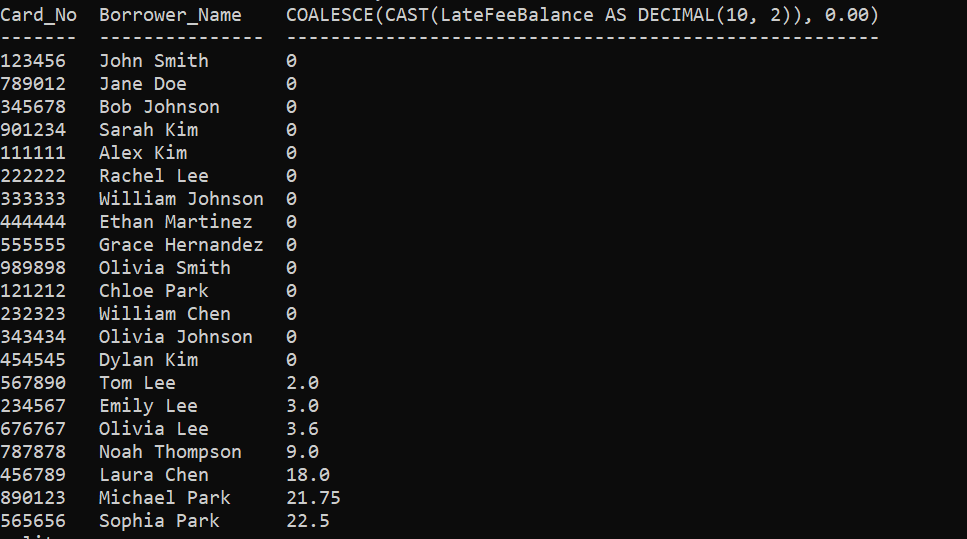 Card_No  Borrower_Name    COALESCE(CAST(LateFeeBalance AS DECIMAL(10, 2)), 0.00)
-------  ---------------  ------------------------------------------------------
123456   John Smith       0
789012   Jane Doe         0
345678   Bob Johnson      0
901234   Sarah Kim        0
111111   Alex Kim         0
222222   Rachel Lee       0
333333   William Johnson  0
444444   Ethan Martinez   0
555555   Grace Hernandez  0
989898   Olivia Smith     0
121212   Chloe Park       0
232323   William Chen     0
343434   Olivia Johnson   0
454545   Dylan Kim        0
567890   Tom Lee          2.0
234567   Emily Lee        3.0
676767   Olivia Lee       3.6
787878   Noah Thompson    9.0
456789   Laura Chen       18.0
890123   Michael Park     21.75
565656   Sophia Park      22.5